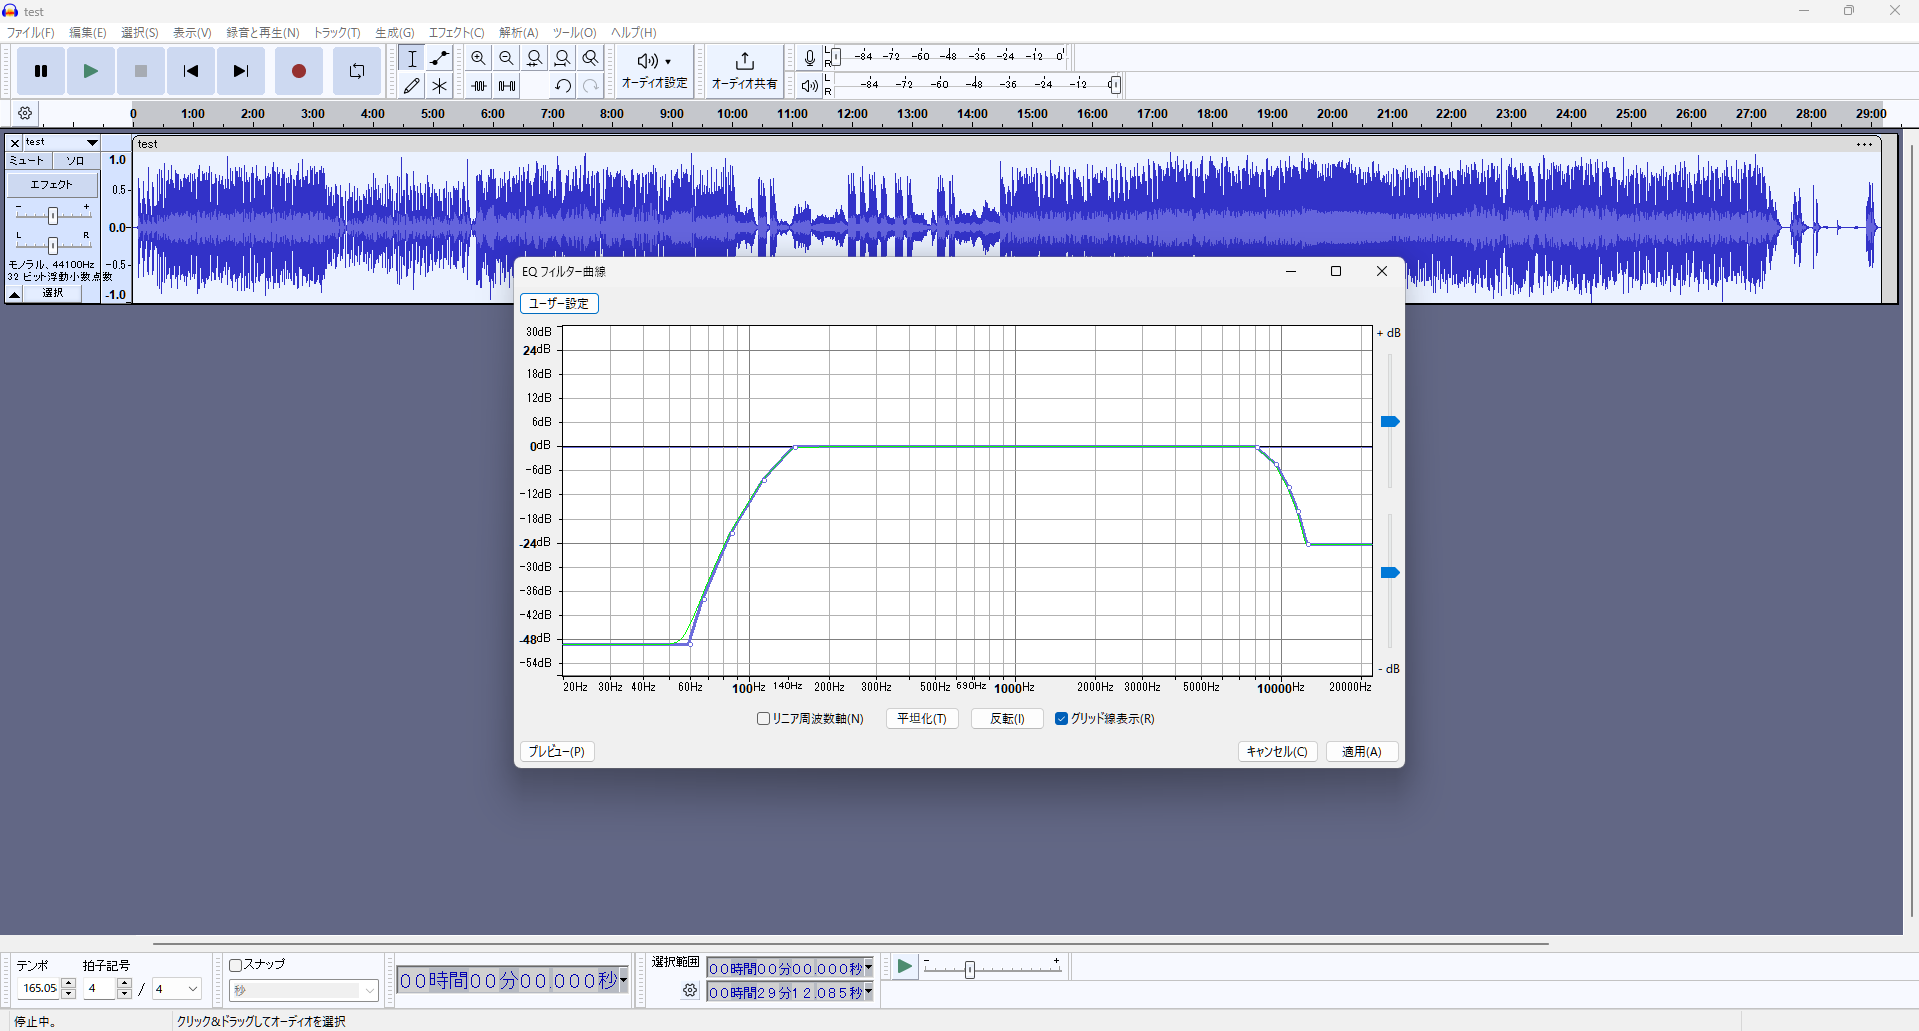 test
ファイル(F) 編集(E) 選択(S) 表示(V) 録音と再生(N) トラック(T) 生成(G) エフェクト(C) 解析(A) ツール(O) ヘルプ(H)
オーディオ設定 オーディオ共有
L R -84 -72 -60 -48 -36 -24 -12 0
L R -84 -72 -60 -48 -36 -24 -12 0
0 1:00 2:00 3:00 4:00 5:00 6:00 7:00 8:00 9:00 10:00 11:00 12:00 13:00 14:00 15:00 16:00 17:00 18:00 19:00 20:00 21:00 22:00 23:00 24:00 25:00 26:00 27:00 28:00 29:00
test
ミュート ソロ
エフェクト
- +
L R
モノラル、44100Hz
32 ビット浮動小数点数
選択
1.0
0.5-
0.0-
-0.5-
-1.0
test
EQ フィルター曲線
ユーザー設定
30dB
24dB
18dB
12dB
6dB
0dB
-6dB
-12dB
-18dB
-24dB
-30dB
-36dB
-42dB
-48dB
-54dB
20Hz 30Hz 40Hz 60Hz 100Hz 140Hz 200Hz 300Hz 500Hz 690Hz 1000Hz 2000Hz 3000Hz 5000Hz 10000Hz 20000Hz
+ dB
- dB
リニア周波数軸(N) 平坦化(T) 反転(I) グリッド線表示(R)
プレビュー(P) キャンセル(C) 適用(A)
テンポ 拍子記号
165.05 4 / 4
スナップ
秒
00時間00分00.000秒
選択範囲
00時間00分00.000秒
00時間29分12.085秒
- +
停止中。 クリック&ドラッグしてオーディオを選択